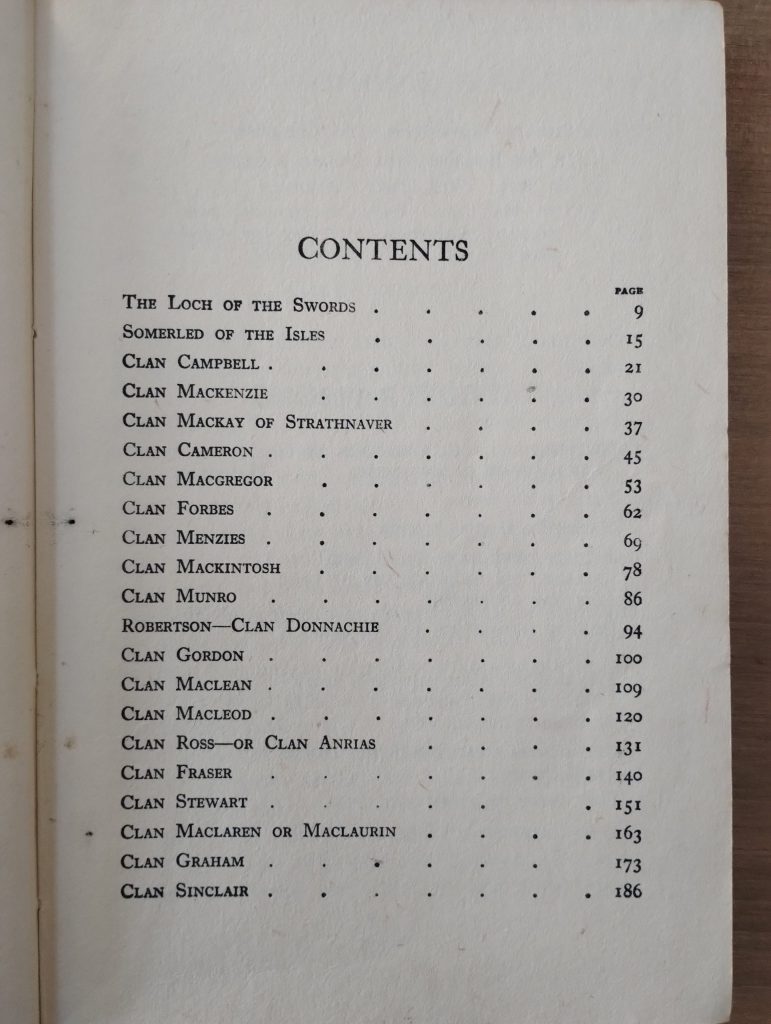 CONTENTS
PAGE
The Loch of the Swords . . . . . 9
Somerled of the Isles . . . . . 15
Clan Campbell . . . . . . . 21
Clan Mackenzie . . . . . . 30
Clan Mackay of Strathnaver . . . . 37
Clan Cameron . . . . . . . 45
Clan Macgregor . . . . . . 53
Clan Forbes . . . . . . . 62
Clan Menzies . . . . . . . 69
Clan Mackintosh . . . . . . 78
Clan Munro . . . . . . . 86
Robertson—Clan Donnachie . . . . 94
Clan Gordon . . . . . . . 100
Clan Maclean . . . . . . . 109
Clan Macleod . . . . . . . 120
Clan Ross—or Clan Anrias . . . . 131
Clan Fraser . . . . . . . 140
Clan Stewart . . . . . . 151
Clan Maclaren or Maclaurin . . . . 163
Clan Graham . . . . . . 173
Clan Sinclair . . . . . . . 186